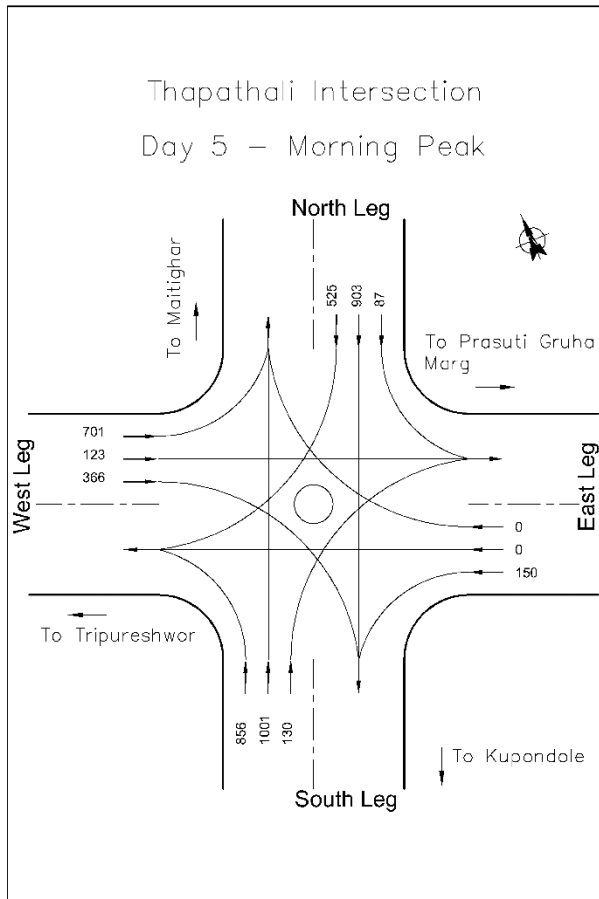 Thapathali Intersection
Day 5 - Morning Peak
North Leg
To Maitighar
525
903
87
To Prasuti Gruha
Marg
701
123
366
West Leg
East Leg
0
0
150
To Tripureshwor
856
1001
130
To Kupondole
South Leg